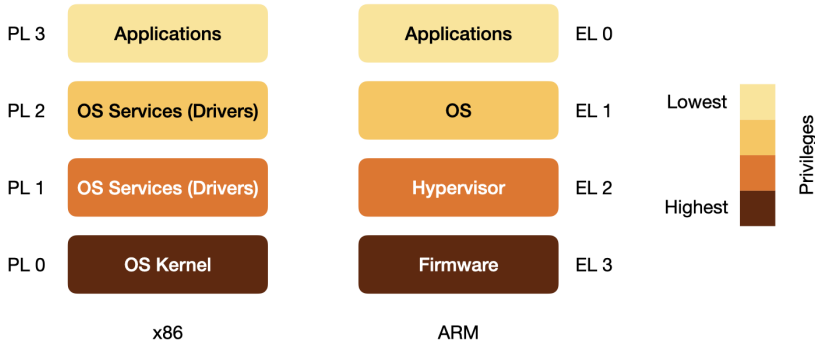 PL 3 Applications Applications EL 0
PL 2 OS Services (Drivers) OS EL 1
PL 1 OS Services (Drivers) Hypervisor EL 2
PL 0 OS Kernel Firmware EL 3
x86 ARM
Lowest
Highest
Privileges